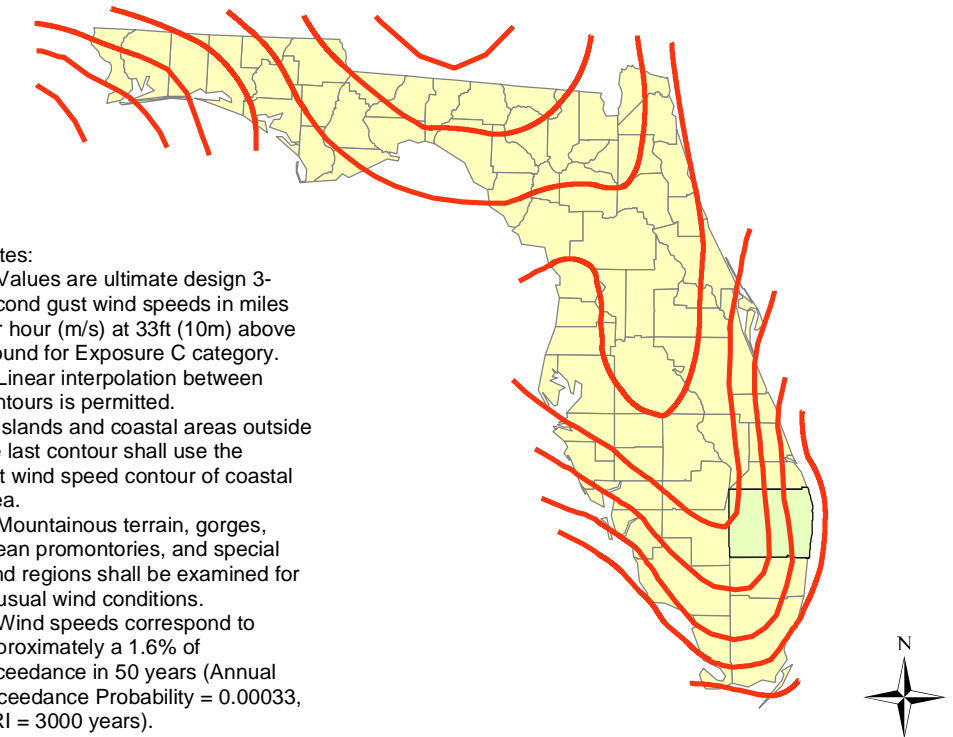 tes:
Values are ultimate design 3-
cond gust wind speeds in miles
r hour (m/s) at 33ft (10m) above
ound for Exposure C category.
Linear interpolation between
ntours is permitted.
slands and coastal areas outside
e last contour shall use the
t wind speed contour of coastal
ea.
Mountainous terrain, gorges,
ean promontories, and special
nd regions shall be examined for
usual wind conditions.
Wind speeds correspond to
proximately a 1.6% of
ceedance in 50 years (Annual
ceedance Probability = 0.00033,
RI = 3000 years).
N